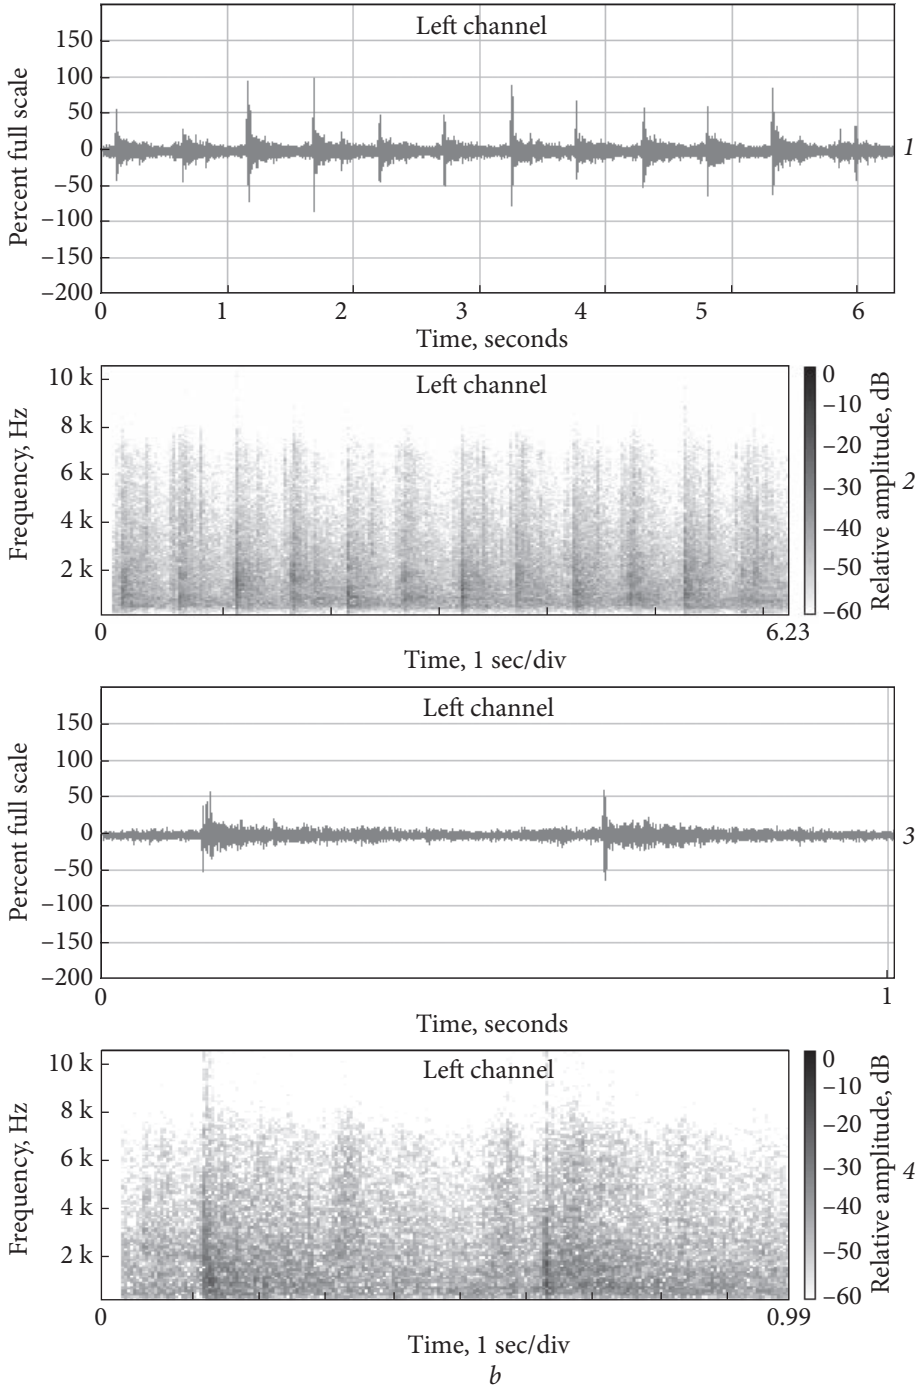 Left channel
Percent full scale
150
100
50
0
−50
−100
−150
−200
1
0 1 2 3 4 5 6
Time, seconds
Left channel
Frequency, Hz
10 k
8 k
6 k
4 k
2 k
0
−10
−20
−30
−40
−50
−60
Relative amplitude, dB
2
0 6.23
Time, 1 sec/div
Left channel
Percent full scale
150
100
50
0
−50
−100
−150
−200
3
0 1
Time, seconds
Left channel
Frequency, Hz
10 k
8 k
6 k
4 k
2 k
0
−10
−20
−30
−40
−50
−60
Relative amplitude, dB
4
0 0.99
Time, 1 sec/div
b